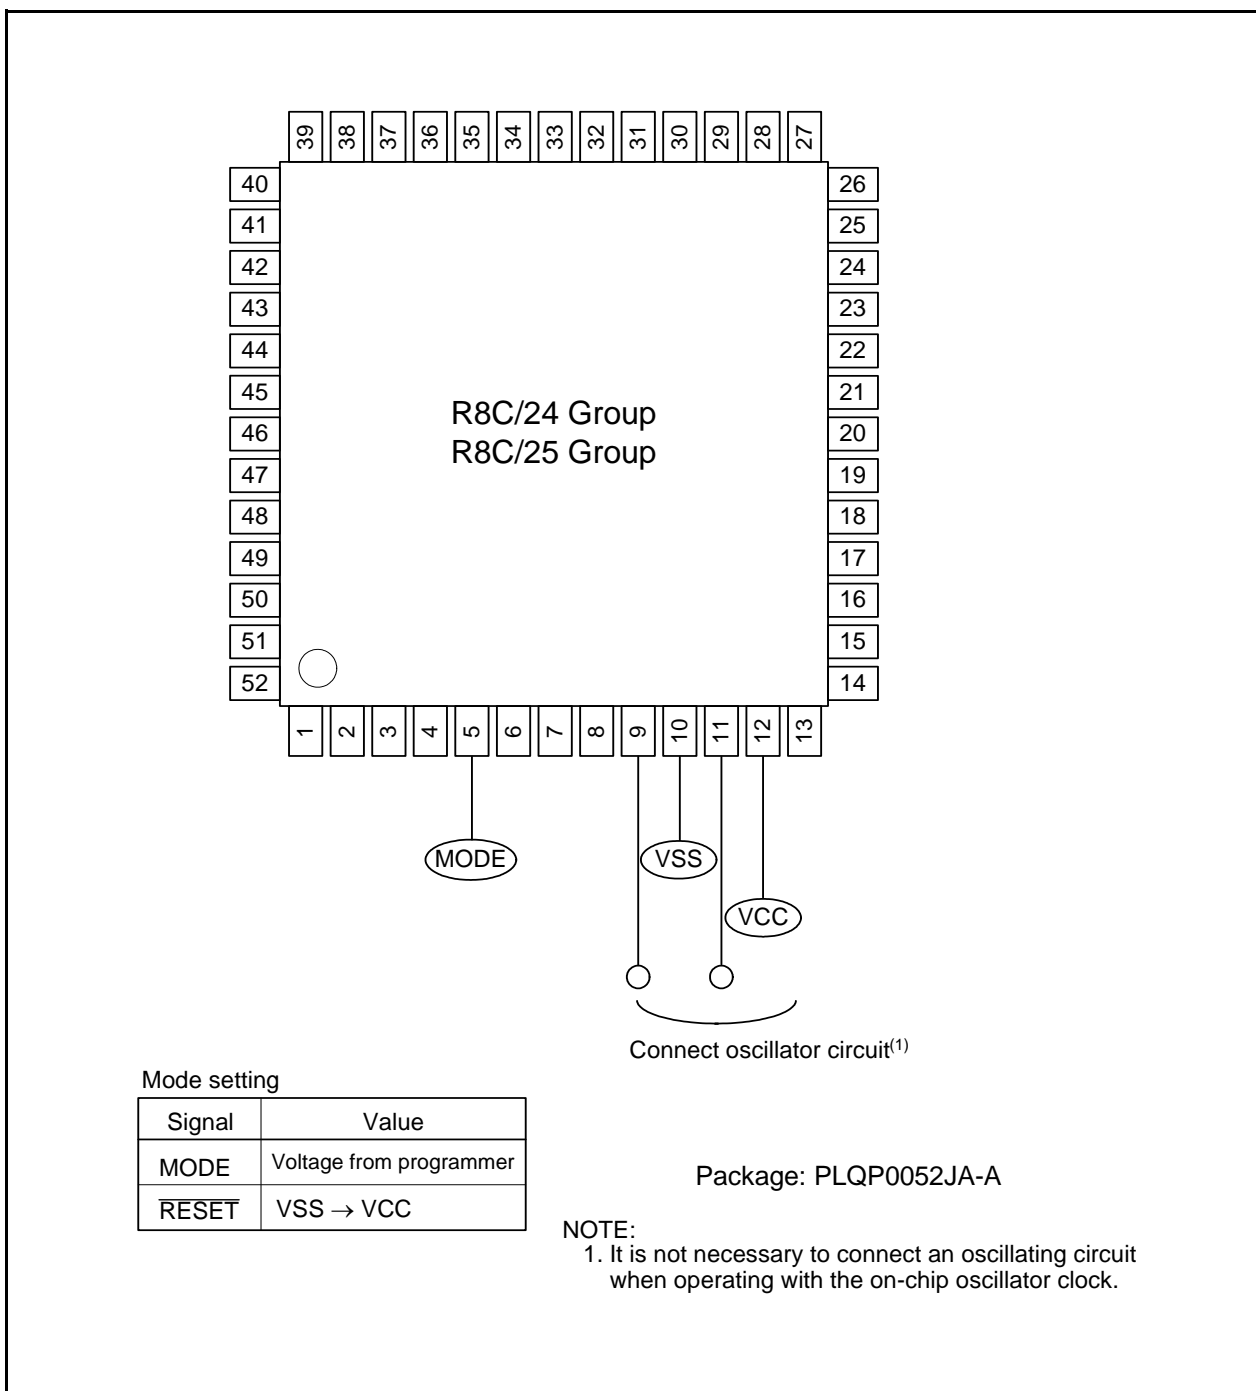 39 38 37 36 35 34 33 32 31 30 29 28 27
40 26
41 25
42 24
43 23
44 22
45 21
46 20
47 19
48 18
49 17
50 16
51 15
52 14
R8C/24 Group
R8C/25 Group
1 2 3 4 5 6 7 8 9 10 11 12 13
MODE VSS
VCC
Connect oscillator circuit(1)
Mode setting
Signal Value
MODE Voltage from programmer
RESET VSS → VCC
Package: PLQP0052JA-A
NOTE:
1. It is not necessary to connect an oscillating circuit
when operating with the on-chip oscillator clock.